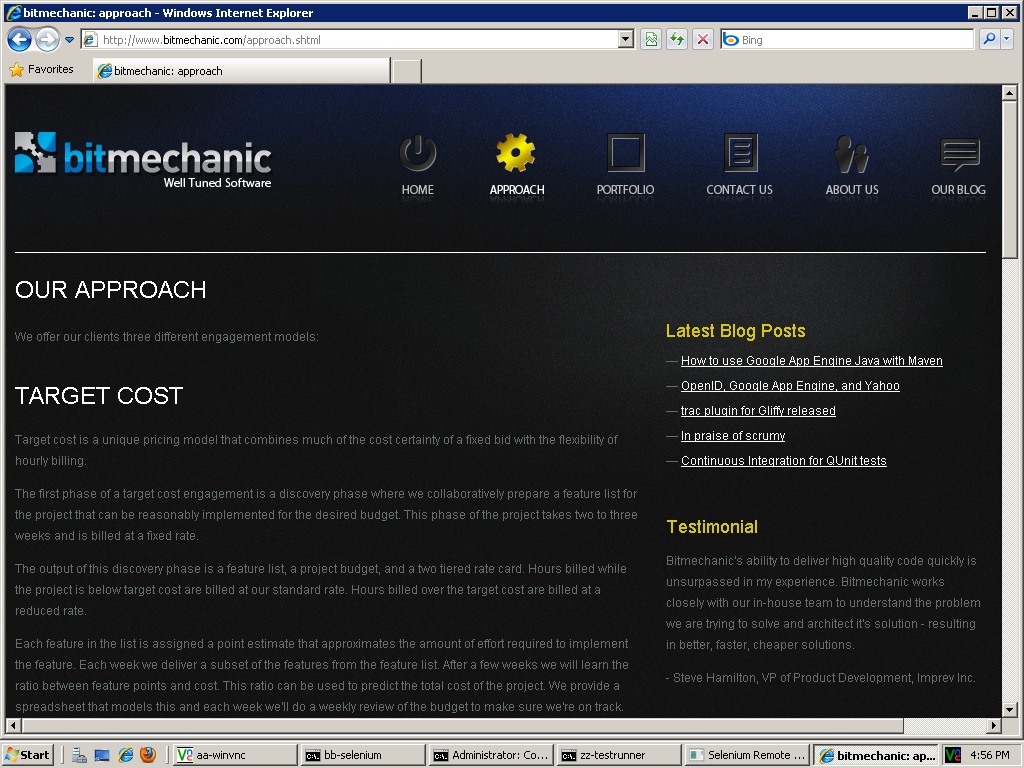 bitmechanic: approach - Windows Internet Explorer
http://www.bitmechanic.com/approach.shtml
Bing
Favorites
bitmechanic: approach
bitmechanic
Well Tuned Software
HOME
APPROACH
PORTFOLIO
CONTACT US
ABOUT US
OUR BLOG
OUR APPROACH
We offer our clients three different engagement models:
TARGET COST
Target cost is a unique pricing model that combines much of the cost certainty of a fixed bid with the flexibility of
hourly billing.
The first phase of a target cost engagement is a discovery phase where we collaboratively prepare a feature list for
the project that can be reasonably implemented for the desired budget. This phase of the project takes two to three
weeks and is billed at a fixed rate.
The output of this discovery phase is a feature list, a project budget, and a two tiered rate card. Hours billed while
the project is below target cost are billed at our standard rate. Hours billed over the target cost are billed at a
reduced rate.
Each feature in the list is assigned a point estimate that approximates the amount of effort required to implement
the feature. Each week we deliver a subset of the features from the feature list. After a few weeks we will learn the
ratio between feature points and cost. This ratio can be used to predict the total cost of the project. We provide a
spreadsheet that models this and each week we'll do a weekly review of the budget to make sure we're on track.
Latest Blog Posts
— How to use Google App Engine Java with Maven
— OpenID, Google App Engine, and Yahoo
— trac plugin for Gliffy released
— In praise of scrumy
— Continuous Integration for QUnit tests
Testimonial
Bitmechanic's ability to deliver high quality code quickly is
unsurpassed in my experience. Bitmechanic works
closely with our in-house team to understand the problem
we are trying to solve and architect it's solution - resulting
in better, faster, cheaper solutions.
- Steve Hamilton, VP of Product Development, Imprev Inc.
Start
aa-winvnc
bb-selenium
Administrator: Co...
zz-testrunner
Selenium Remote ...
bitmechanic: ap...
4:56 PM